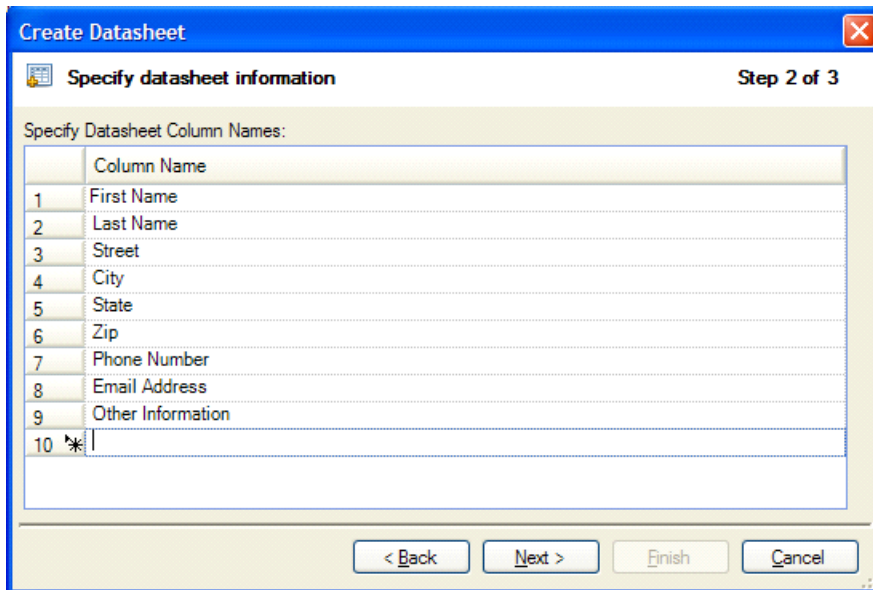 Create Datasheet
Specify datasheet information Step 2 of 3
Specify Datasheet Column Names:
Column Name
1 First Name
2 Last Name
3 Street
4 City
5 State
6 Zip
7 Phone Number
8 Email Address
9 Other Information
10
< Back Next > Finish Cancel